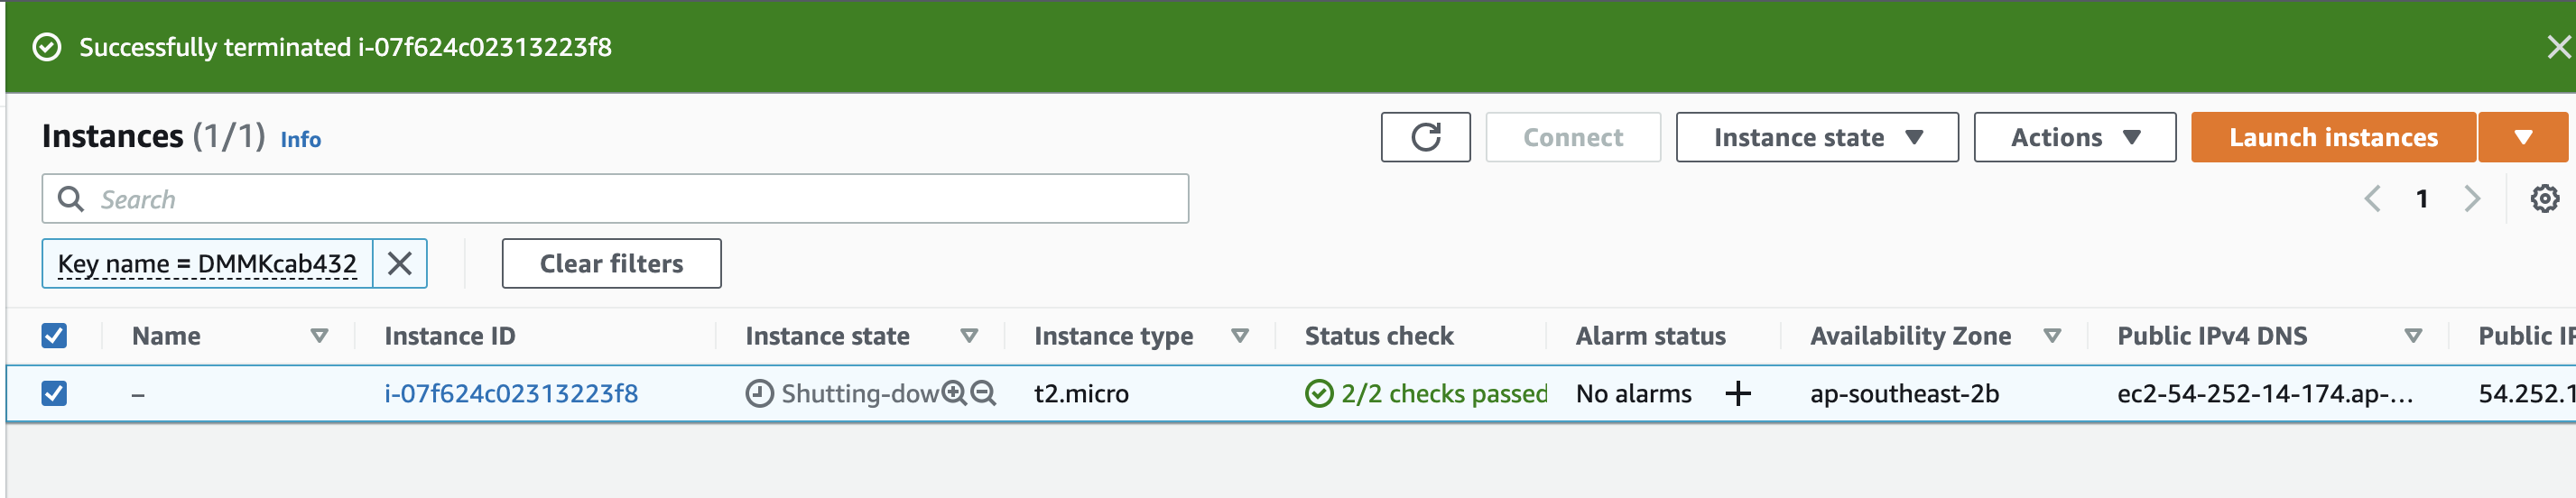 Successfully terminated i-07f624c02313223f8
Instances (1/1) Info
Connect
Instance state
Actions
Launch instances
Search
1
Key name = DMMKcab432
Clear filters
Name Instance ID Instance state Instance type Status check Alarm status Availability Zone Public IPv4 DNS Public IP
– i-07f624c02313223f8 Shutting-dow t2.micro 2/2 checks passed No alarms + ap-southeast-2b ec2-54-252-14-174.ap-... 54.252.1